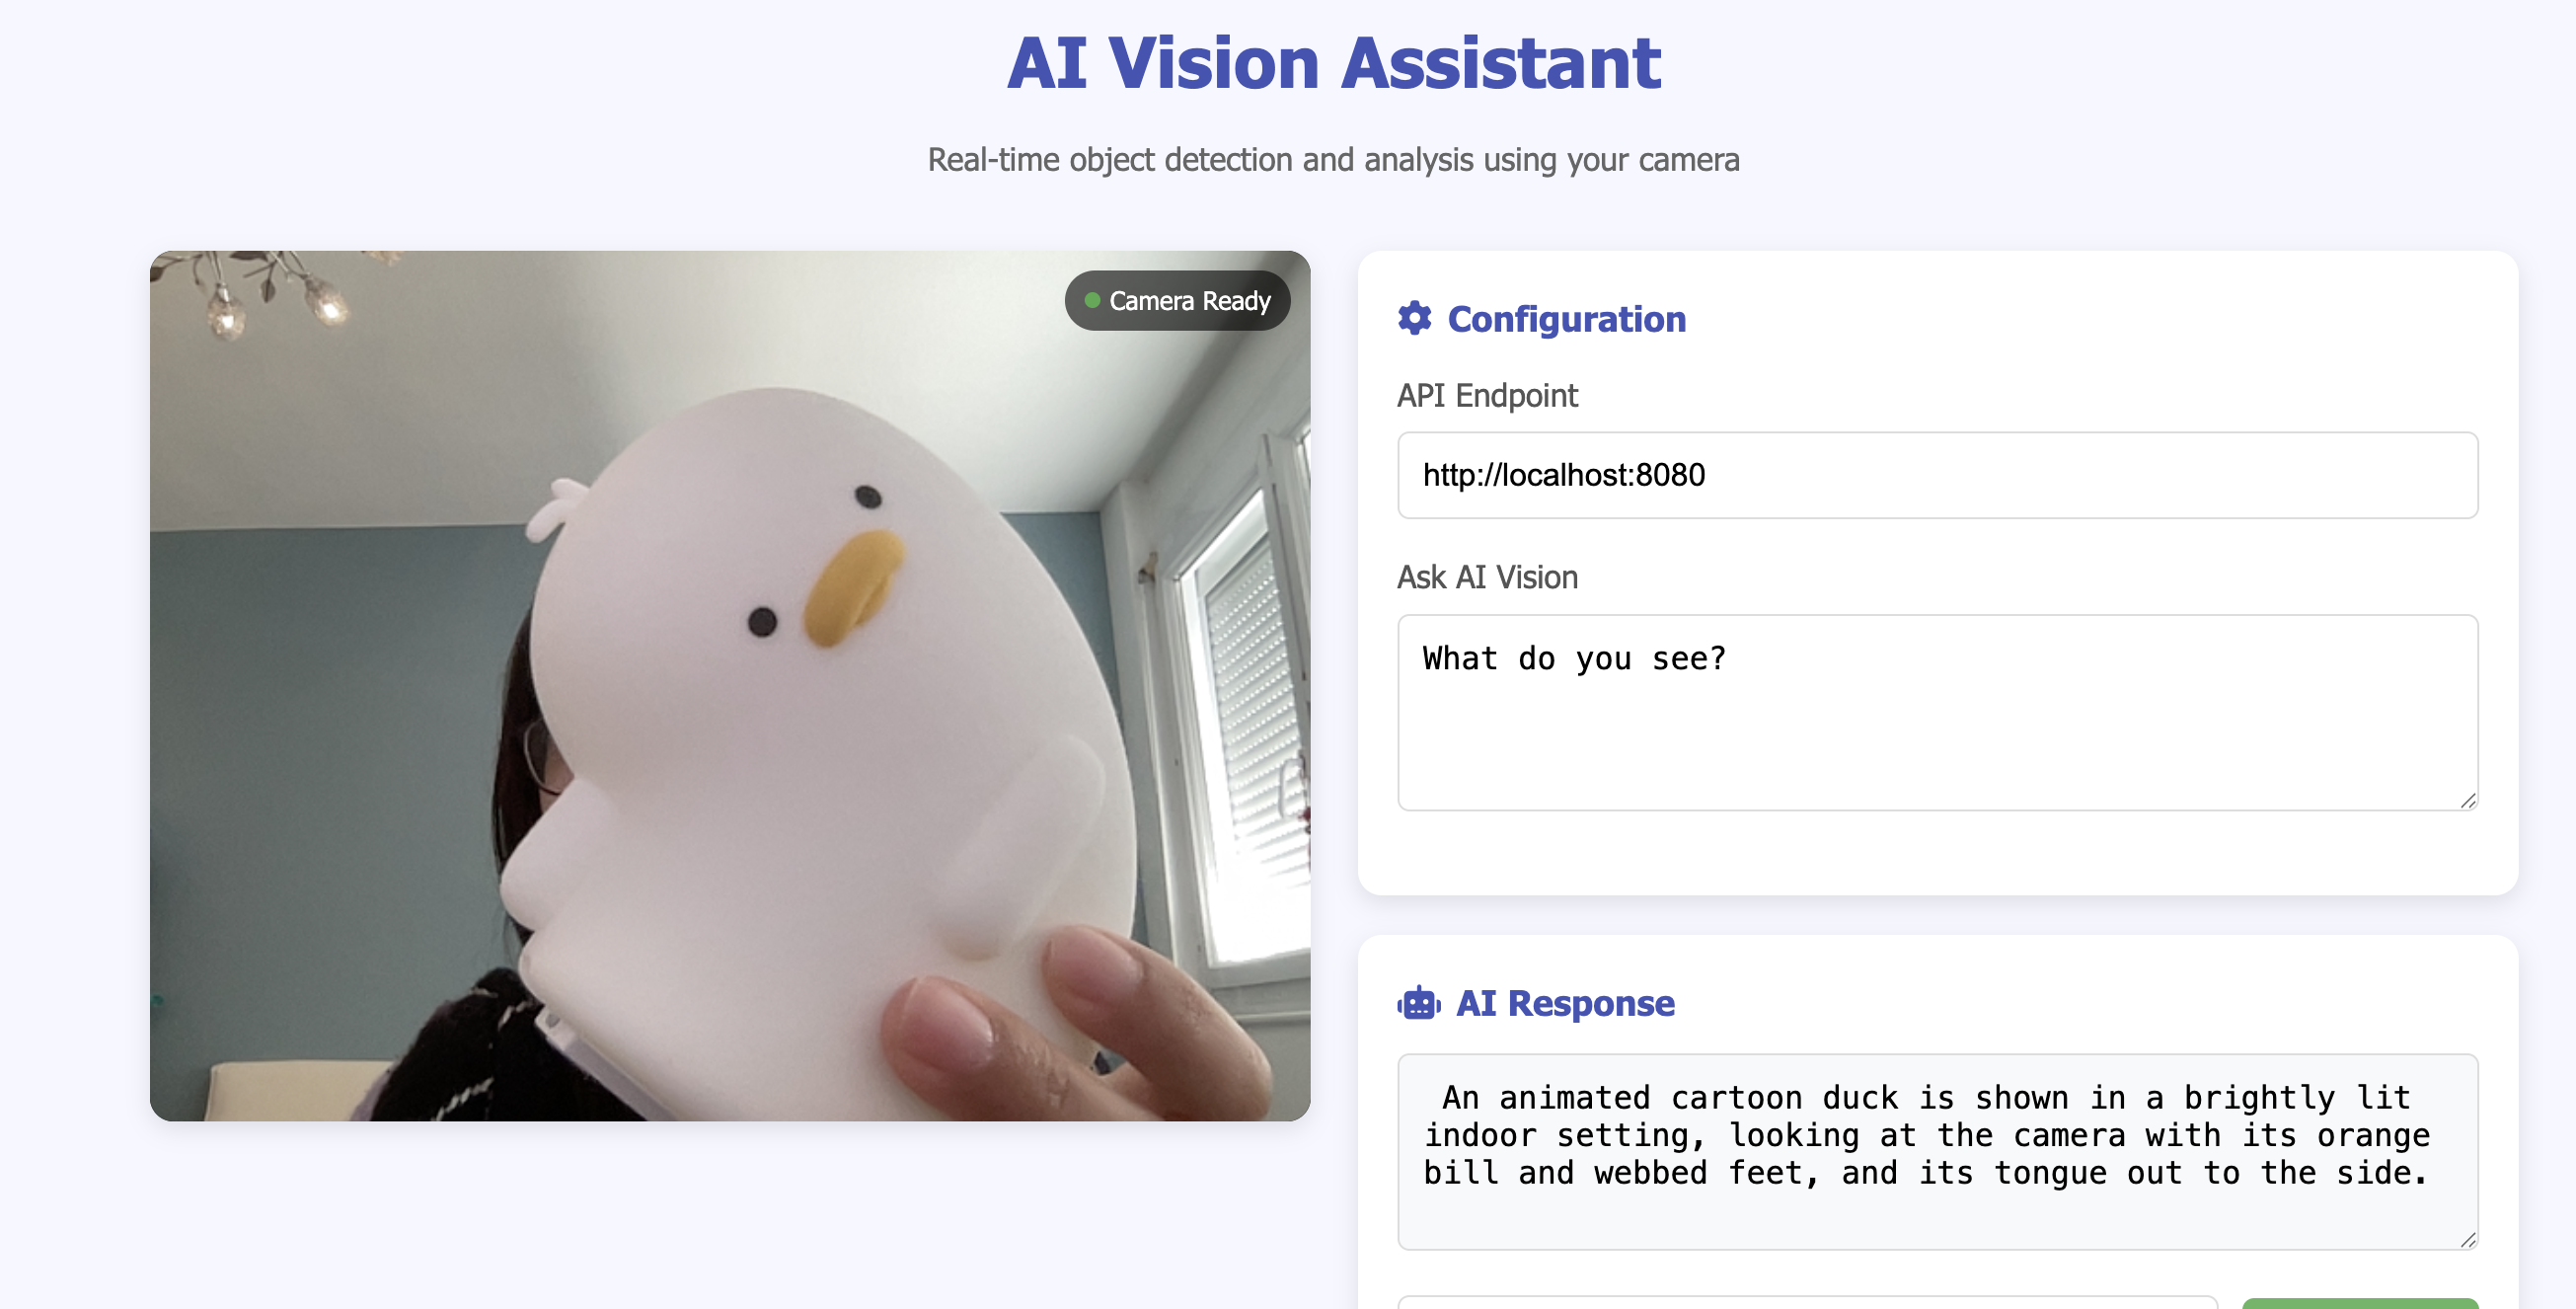 AI Vision Assistant
Real-time object detection and analysis using your camera
Camera Ready
Configuration
API Endpoint
http://localhost:8080
Ask AI Vision
What do you see?
AI Response
An animated cartoon duck is shown in a brightly lit
indoor setting, looking at the camera with its orange
bill and webbed feet, and its tongue out to the side.